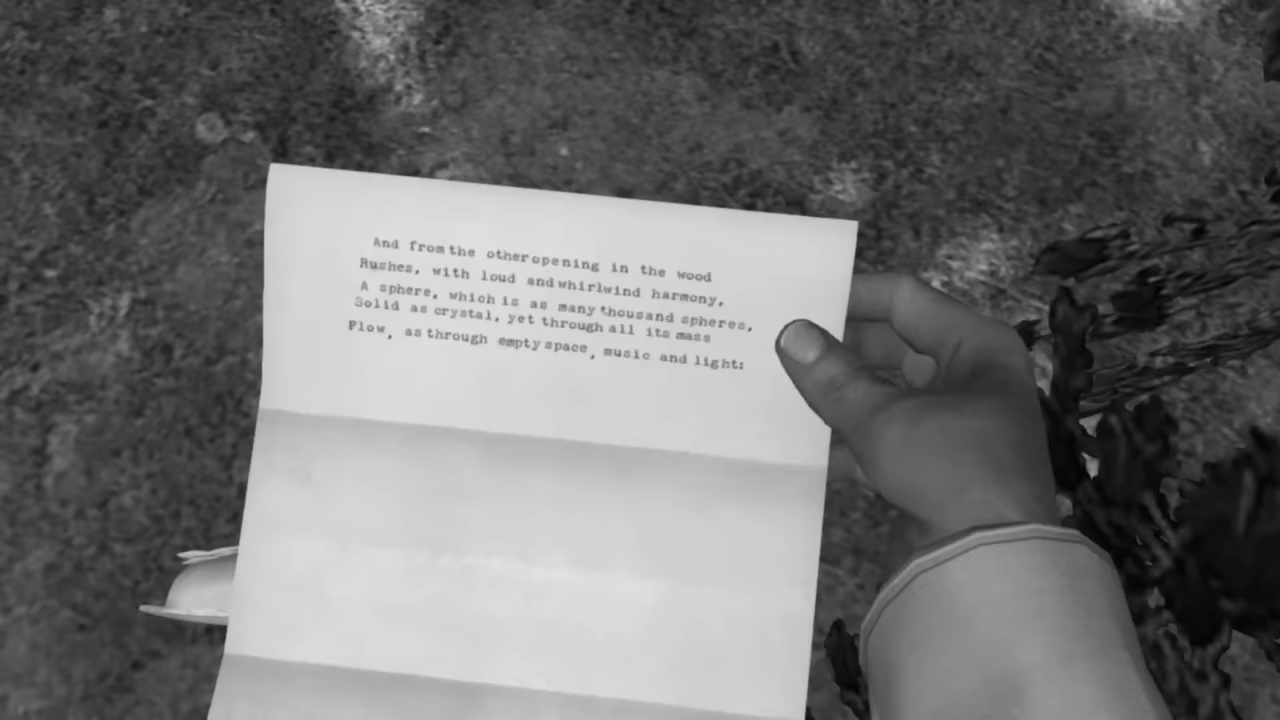 And from the other opening in the wood
Rushes, with loud and whirlwind harmony,
A sphere, which is as many thousand spheres,
Solid as crystal, yet through all its mass
Flow, as through empty space, music and light: